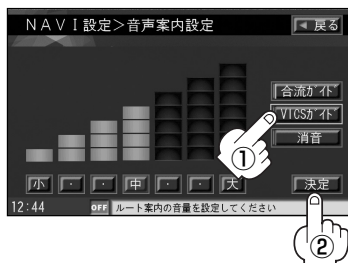 NAVI設定>音声案内設定
◀戻る
合流ガイド
VICSガイド
消音
①
小 ・ ・ 中 ・ ・ 大
決定
12:44 OFF ルート案内の音量を設定してください
②